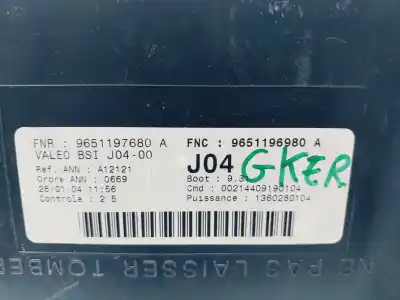 FNR : 9651197680 A FNC : 9651196980 A
VALEO BSI J04-00 J04 GKER
Ref. ANN : A12121 Boot : 9.3
Ordre ANN : 0669 Cmd : 00214409190104
28/01/04 11:56 Puissance : 1360280104
Controle : 2 5
NE PAS LAISSER TOMBER